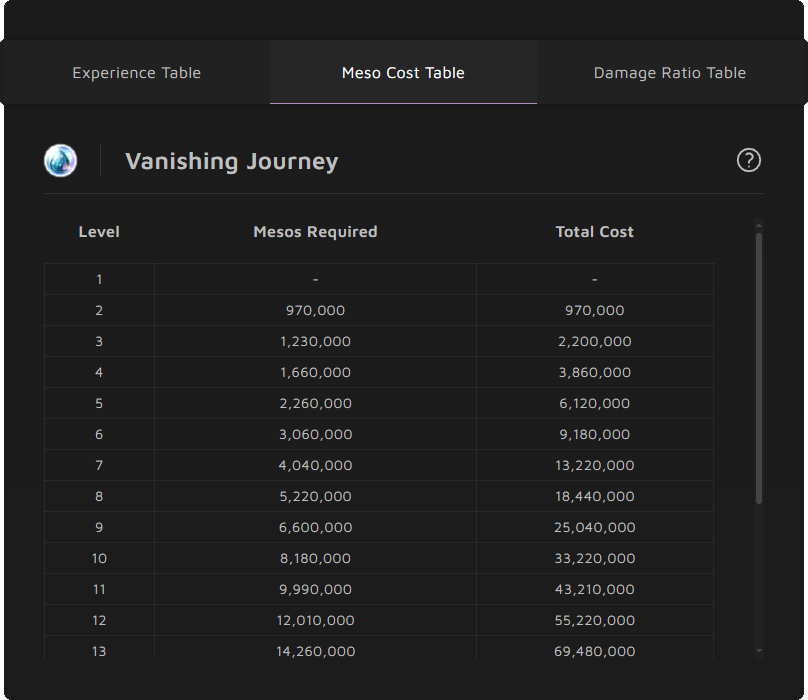 Experience Table Meso Cost Table Damage Ratio Table
Vanishing Journey ?
Level Mesos Required Total Cost
1 - -
2 970,000 970,000
3 1,230,000 2,200,000
4 1,660,000 3,860,000
5 2,260,000 6,120,000
6 3,060,000 9,180,000
7 4,040,000 13,220,000
8 5,220,000 18,440,000
9 6,600,000 25,040,000
10 8,180,000 33,220,000
11 9,990,000 43,210,000
12 12,010,000 55,220,000
13 14,260,000 69,480,000